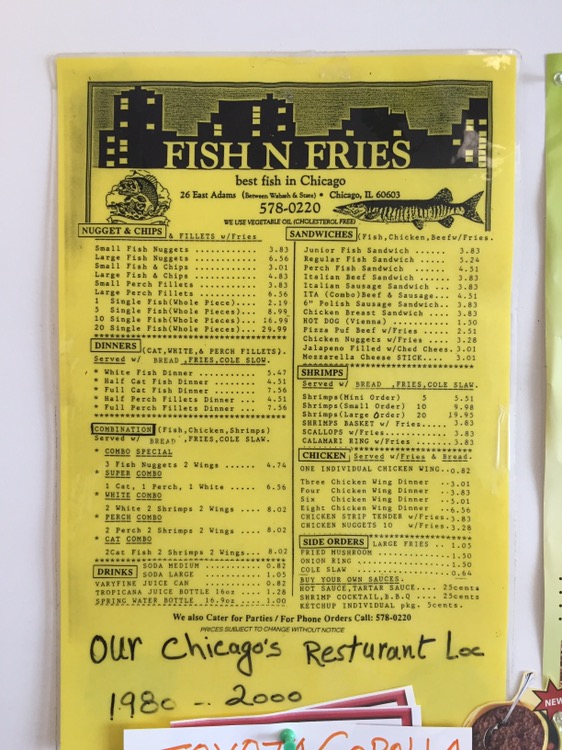 FISH N FRIES
best fish in Chicago
26 East Adams (Between Wabash & State) • Chicago, IL 60603
578-0220
WE USE VEGETABLE OIL (CHOLESTEROL FREE)
NUGGET & CHIPS & FILLETS w/Fries
Small Fish Nuggets 3.83
Large Fish Nuggets 6.56
Small Fish & Chips 3.01
Large Fish & Chips 4.83
Small Perch Fillets 3.83
Large Perch Fillets 6.56
1 Single Fish(Whole Piece) 2.19
5 Single Fish(Whole Pieces) 8.99
10 Single Fish(Whole Pieces) 16.99
20 Single Fish(Whole Pieces) 29.99
DINNERS (CAT,WHITE,& PERCH FILLETS).
Served w/ BREAD ,FRIES,COLE SLOW.
* White Fish Dinner 5.47
* Half Cat Fish Dinner 4.51
* Full Cat Fish Dinner 7.56
* Half Perch Fillets Dinner 4.51
* Full Perch Fillets Dinner 7.56
COMBINATION (Fish,Chicken,Shrimps)
Served w/ BREAD ,FRIES,COLE SLAW.
* COMBO SPECIAL
3 Fish Nuggets 2 Wings 4.74
* SUPER COMBO
1 Cat, 1 Perch, 1 White 6.56
* WHITE COMBO
2 White 2 Shrimps 2 Wings 8.02
* PERCH COMBO
2 Perch 2 Shrimps 2 Wings 8.02
* CAT COMBO
2Cat Fish 2 Shrimps 2 Wings... 8.02
DRINKS
SODA MEDIUM 0.82
SODA LARGE 1.05
VARYFINE JUICE CAN 0.82
TROPICANA JUICE BOTTLE 16oz 1.28
SPRING WATER BOTTLE 16.9oz 1.00
SANDWICHES (Fish,Chicken,Beefw/Fries.
Junior Fish Sandwich 3.83
Regular Fish Sandwich 3.24
Perch Fish Sandwich 4.51
Italian Beef Sandwich 3.83
Italian Sausage Sandwich 3.83
ITA (Combo)Beef & Sausage 4.51
6" Polish Sausage Sandwich 3.83
Chicken Breast Sandwich 3.83
HOT DOG (Vienna) 1.50
Pizza Puf Beef w/Fries 2.51
Chicken Nuggets w/Fries 3.28
Jalapeno Filled w/Ched Chees 3.01
Mozzarella Cheese STICK 3.01
SHRIMPS
Served w/ BREAD ,FRIES,COLE SLAW.
Shrimps(Mini Order) 5 5.51
Shrimps(Small Order) 10 9.98
Shrimps(Large Order) 20 19.95
SHRIMPS BASKET w/ Fries 3.83
SCALLOPS w/Fries 3.83
CALAMARI RING w/Fries 3.83
CHICKEN Served w/Fries & Bread.
ONE INDIVIDUAL CHICKEN WING 0.82
Three Chicken Wing Dinner 3.01
Four Chicken Wing Dinner 3.83
Six Chicken Wing Dinner 5.01
Eight Chicken Wing Dinner 6.56
CHICKEN STRIP TENDER w/Fries 3.83
CHICKEN NUGGETS 10 w/Fries 3.28
SIDE ORDERS LARGE FRIES 1.05
FRIED MUSHROOM 1.50
ONION RING 1.50
COLE SLAW 0.64
BUY YOUR OWN SAUCES.
HOT SAUCE,TARTAR SAUCE 25cents
SHRIMP COCKTAIL,B.B.Q 25cents
KETCHUP INDIVIDUAL pkg. 5cents.
We also Cater for Parties / For Phone Orders Call: 578-0220
PRICES SUBJECT TO CHANGE WITHOUT NOTICE
Our Chicago's Resturant Loc
1980 -- 2000
TOYOTA COROLLA
NEW